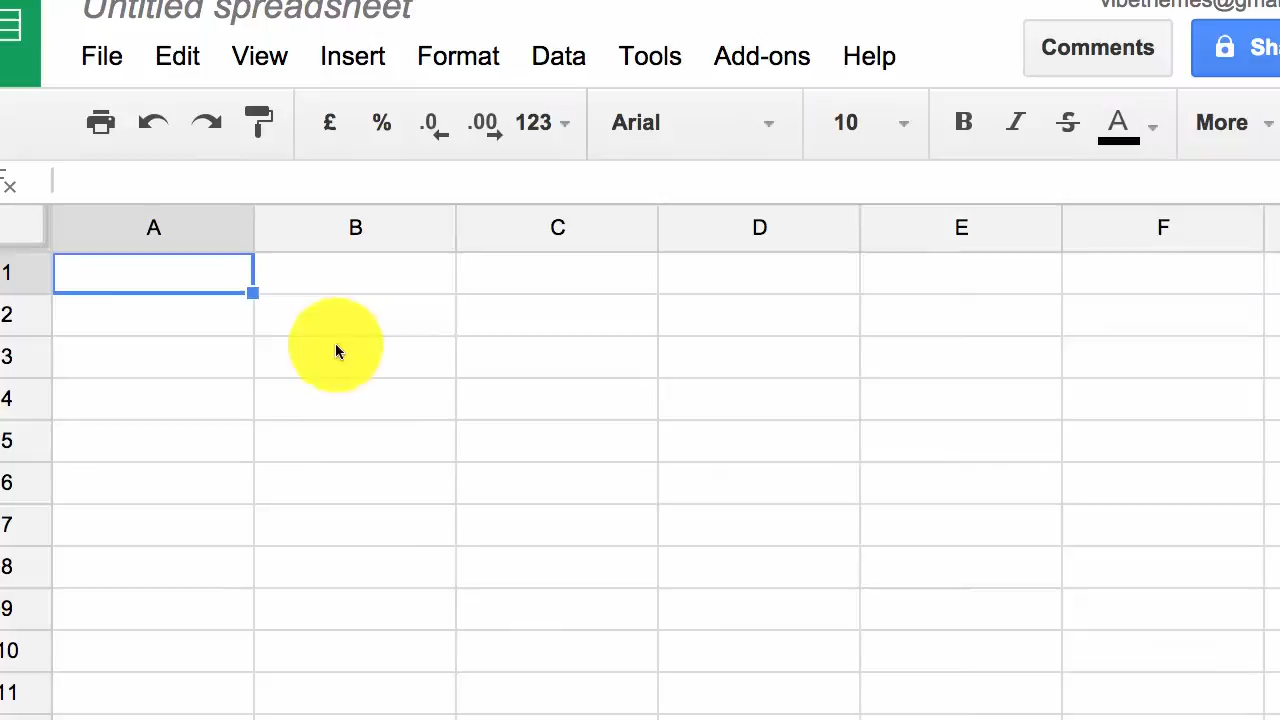 Untitled spreadsheet
File Edit View Insert Format Data Tools Add-ons Help
Comments
£ % .0 .00 123 Arial 10 B I S A More
A B C D E F
1
2
3
4
5
6
7
8
9
10
11